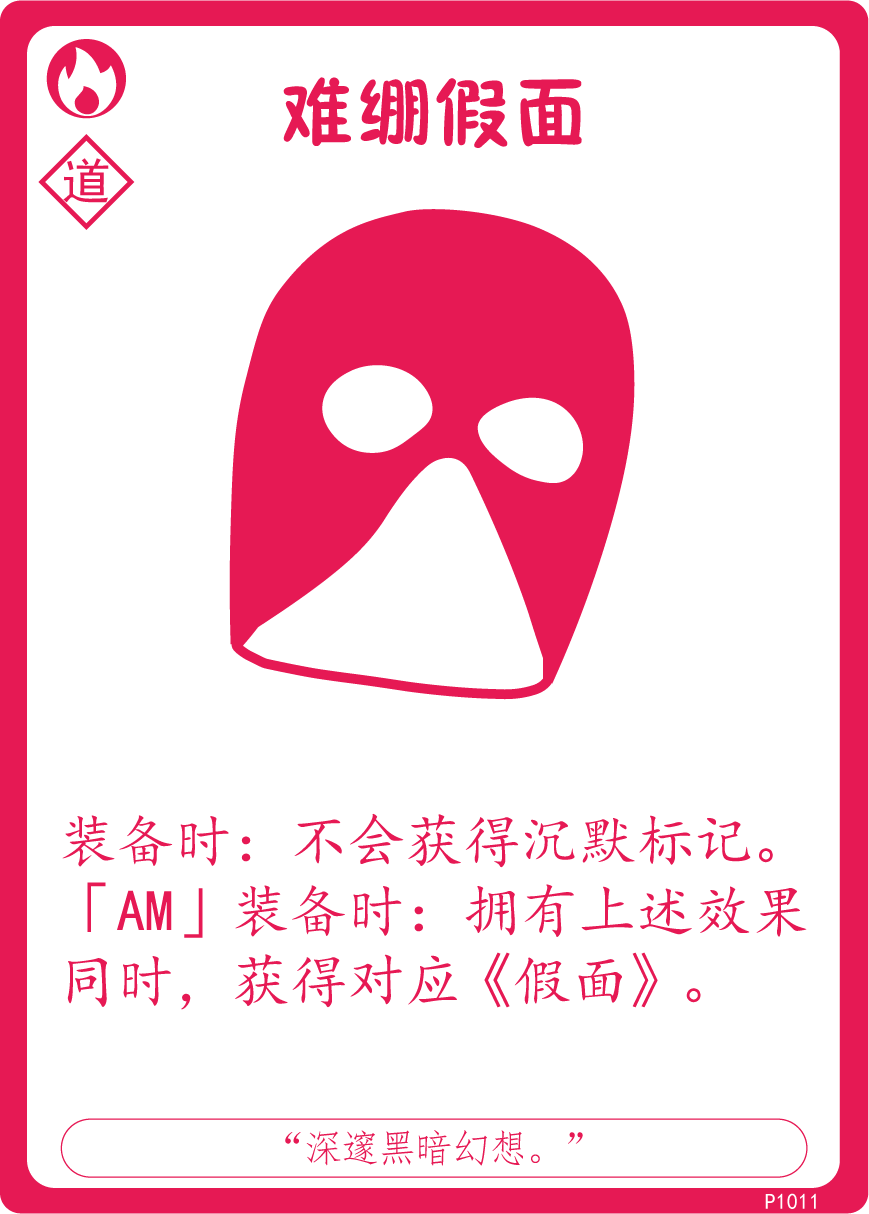 难绷假面
道
装备时：不会获得沉默标记。
「AM」装备时：拥有上述效果
同时，获得对应《假面》。
“深邃黑暗幻想。”
P1011